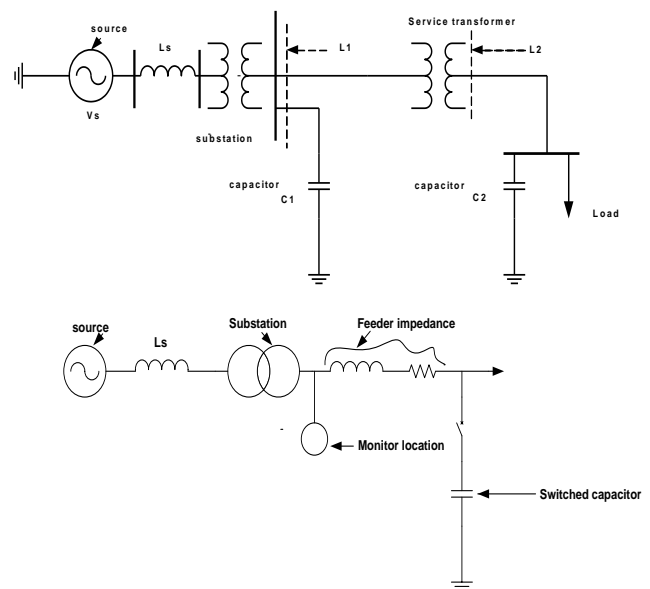 Service transformer
source
Ls
L1
L2
Vs
substation
capacitor
C1
capacitor
C2
Load
source
Ls
Substation
Feeder impedance
Monitor location
Switched capacitor